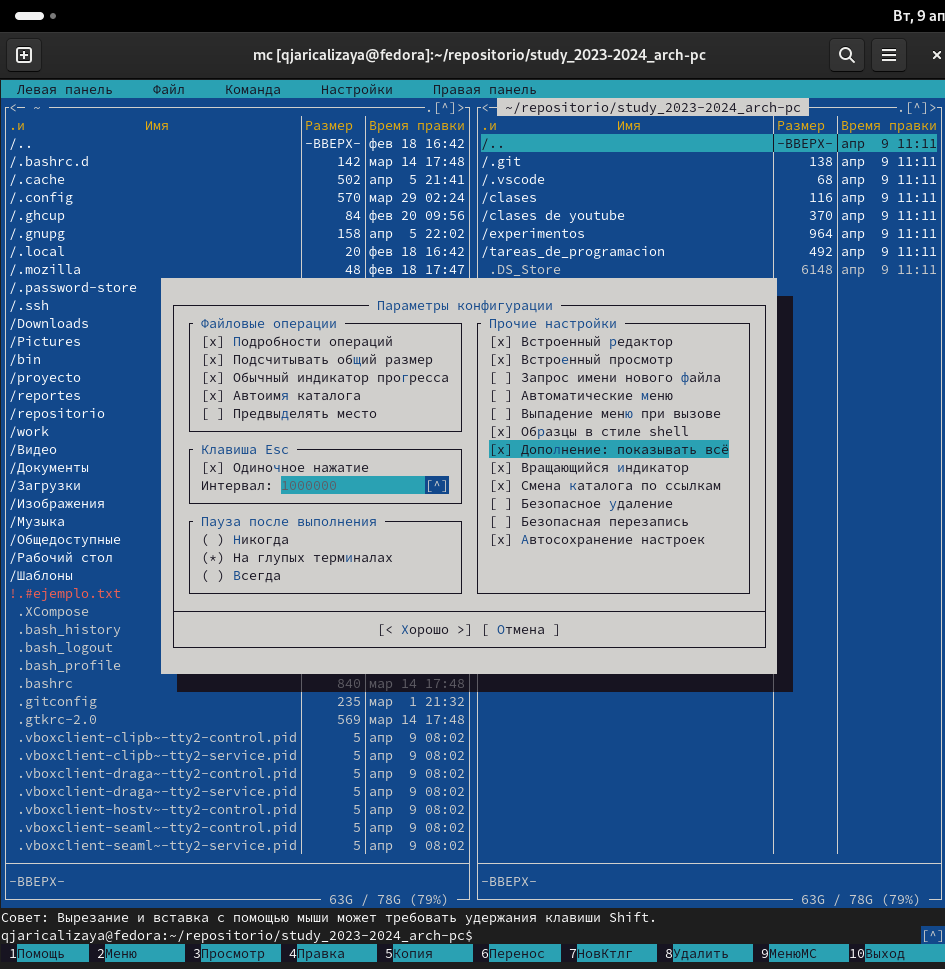 Вт, 9 ап
mc [qjaricalizaya@fedora]:~/repositorio/study_2023-2024_arch-pc
Левая панель Файл Команда Настройки Правая панель
<─ ~ .[^]> <─ ~/repositorio/study_2023-2024_arch-pc .[^]>
.и Имя Размер Время правки .и Имя Размер Время правки
/.. -ВВЕРХ- фев 18 16:42 /.. -ВВЕРХ- апр 9 11:11
/.bashrc.d 142 мар 14 17:48 /.git 138 апр 9 11:11
/.cache 502 апр 5 21:41 /.vscode 68 апр 9 11:11
/.config 570 мар 29 02:24 /clases 116 апр 9 11:11
/.ghcup 84 фев 20 09:56 /clases de youtube 370 апр 9 11:11
/.gnupg 158 апр 5 22:02 /experimentos 964 апр 9 11:11
/.local 20 фев 18 16:42 /tareas_de_programacion 492 апр 9 11:11
/.mozilla 48 фев 18 17:47 .DS_Store 6148 апр 9 11:11
/.password-store
/.ssh
/Downloads
/Pictures
/bin
/proyecto
/reportes
/repositorio
/work
/Видео
/Документы
/Загрузки
/Изображения
/Музыка
/Общедоступные
/Рабочий стол
/Шаблоны
!.#ejemplo.txt
.XCompose
.bash_history
.bash_logout
.bash_profile
Параметры конфигурации
Файловые операции
[x] Подробности операций
[x] Подсчитывать общий размер
[x] Обычный индикатор прогресса
[x] Автоимя каталога
[ ] Предвыделять место
Клавиша Esc
[x] Одиночное нажатие
Интервал: 1000000 [^]
Пауза после выполнения
( ) Никогда
(*) На глупых терминалах
( ) Всегда
Прочие настройки
[x] Встроенный редактор
[x] Встроенный просмотр
[ ] Запрос имени нового файла
[ ] Автоматические меню
[ ] Выпадение меню при вызове
[x] Образцы в стиле shell
[x] Дополнение: показывать всё
[x] Вращающийся индикатор
[x] Смена каталога по ссылкам
[ ] Безопасное удаление
[ ] Безопасная перезапись
[x] Автосохранение настроек
[< Хорошо >] [ Отмена ]
.bashrc 840 мар 14 17:48
.gitconfig 235 мар 1 21:32
.gtkrc-2.0 569 мар 14 17:48
.vboxclient-clipb~-tty2-control.pid 5 апр 9 08:02
.vboxclient-clipb~-tty2-service.pid 5 апр 9 08:02
.vboxclient-draga~-tty2-control.pid 5 апр 9 08:02
.vboxclient-draga~-tty2-service.pid 5 апр 9 08:02
.vboxclient-hostv~-tty2-control.pid 5 апр 9 08:02
.vboxclient-seaml~-tty2-control.pid 5 апр 9 08:02
.vboxclient-seaml~-tty2-service.pid 5 апр 9 08:02
-ВВЕРХ- -ВВЕРХ-
63G / 78G (79%) 63G / 78G (79%)
Совет: Вырезание и вставка с помощью мыши может требовать удержания клавиши Shift.
qjaricalizaya@fedora:~/repositorio/study_2023-2024_arch-pc$ [^]
1Помощь 2Меню 3Просмотр 4Правка 5Копия 6Перенос 7НовКтлг 8Удалить 9МенюMC 10Выход